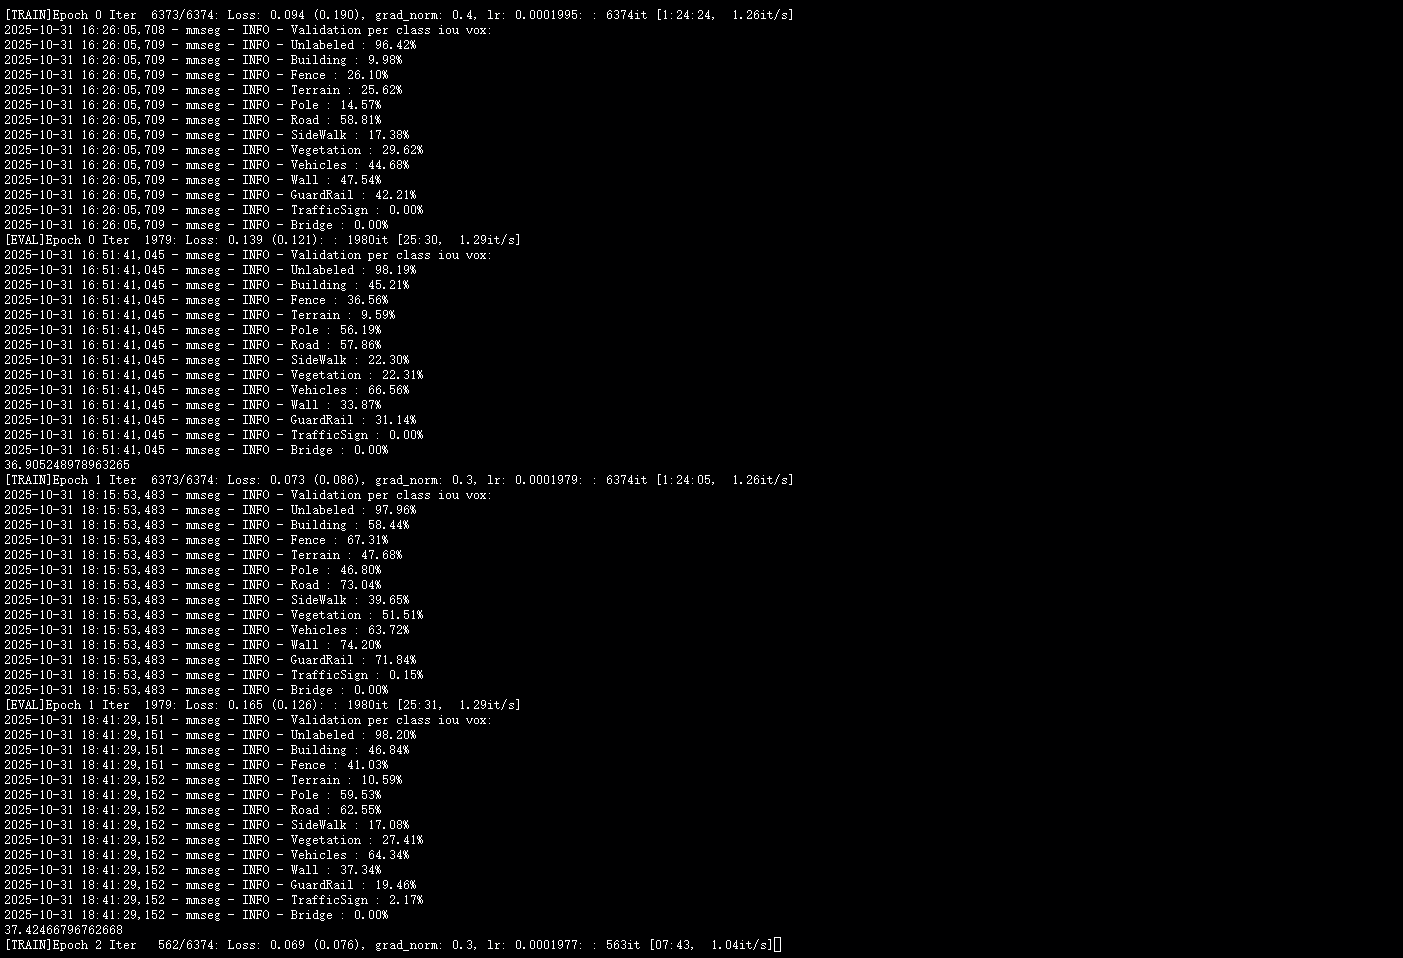 [TRAIN]Epoch 0 Iter  6373/6374: Loss: 0.094 (0.190), grad_norm: 0.4, lr: 0.0001995: : 6374it [1:24:24,  1.26it/s]
2025-10-31 16:26:05,708 - mmseg - INFO - Validation per class iou vox:
2025-10-31 16:26:05,709 - mmseg - INFO - Unlabeled : 96.42%
2025-10-31 16:26:05,709 - mmseg - INFO - Building : 9.98%
2025-10-31 16:26:05,709 - mmseg - INFO - Fence : 26.10%
2025-10-31 16:26:05,709 - mmseg - INFO - Terrain : 25.62%
2025-10-31 16:26:05,709 - mmseg - INFO - Pole : 14.57%
2025-10-31 16:26:05,709 - mmseg - INFO - Road : 58.81%
2025-10-31 16:26:05,709 - mmseg - INFO - SideWalk : 17.38%
2025-10-31 16:26:05,709 - mmseg - INFO - Vegetation : 29.62%
2025-10-31 16:26:05,709 - mmseg - INFO - Vehicles : 44.68%
2025-10-31 16:26:05,709 - mmseg - INFO - Wall : 47.54%
2025-10-31 16:26:05,709 - mmseg - INFO - GuardRail : 42.21%
2025-10-31 16:26:05,709 - mmseg - INFO - TrafficSign : 0.00%
2025-10-31 16:26:05,709 - mmseg - INFO - Bridge : 0.00%
[EVAL]Epoch 0 Iter  1979: Loss: 0.139 (0.121): : 1980it [25:30,  1.29it/s]
2025-10-31 16:51:41,045 - mmseg - INFO - Validation per class iou vox:
2025-10-31 16:51:41,045 - mmseg - INFO - Unlabeled : 98.19%
2025-10-31 16:51:41,045 - mmseg - INFO - Building : 45.21%
2025-10-31 16:51:41,045 - mmseg - INFO - Fence : 36.56%
2025-10-31 16:51:41,045 - mmseg - INFO - Terrain : 9.59%
2025-10-31 16:51:41,045 - mmseg - INFO - Pole : 56.19%
2025-10-31 16:51:41,045 - mmseg - INFO - Road : 57.86%
2025-10-31 16:51:41,045 - mmseg - INFO - SideWalk : 22.30%
2025-10-31 16:51:41,045 - mmseg - INFO - Vegetation : 22.31%
2025-10-31 16:51:41,045 - mmseg - INFO - Vehicles : 66.56%
2025-10-31 16:51:41,045 - mmseg - INFO - Wall : 33.87%
2025-10-31 16:51:41,045 - mmseg - INFO - GuardRail : 31.14%
2025-10-31 16:51:41,045 - mmseg - INFO - TrafficSign : 0.00%
2025-10-31 16:51:41,045 - mmseg - INFO - Bridge : 0.00%
36.905248978963265
[TRAIN]Epoch 1 Iter  6373/6374: Loss: 0.073 (0.086), grad_norm: 0.3, lr: 0.0001979: : 6374it [1:24:05,  1.26it/s]
2025-10-31 18:15:53,483 - mmseg - INFO - Validation per class iou vox:
2025-10-31 18:15:53,483 - mmseg - INFO - Unlabeled : 97.96%
2025-10-31 18:15:53,483 - mmseg - INFO - Building : 58.44%
2025-10-31 18:15:53,483 - mmseg - INFO - Fence : 67.31%
2025-10-31 18:15:53,483 - mmseg - INFO - Terrain : 47.68%
2025-10-31 18:15:53,483 - mmseg - INFO - Pole : 46.80%
2025-10-31 18:15:53,483 - mmseg - INFO - Road : 73.04%
2025-10-31 18:15:53,483 - mmseg - INFO - SideWalk : 39.65%
2025-10-31 18:15:53,483 - mmseg - INFO - Vegetation : 51.51%
2025-10-31 18:15:53,483 - mmseg - INFO - Vehicles : 63.72%
2025-10-31 18:15:53,483 - mmseg - INFO - Wall : 74.20%
2025-10-31 18:15:53,483 - mmseg - INFO - GuardRail : 71.84%
2025-10-31 18:15:53,483 - mmseg - INFO - TrafficSign : 0.15%
2025-10-31 18:15:53,483 - mmseg - INFO - Bridge : 0.00%
[EVAL]Epoch 1 Iter  1979: Loss: 0.165 (0.126): : 1980it [25:31,  1.29it/s]
2025-10-31 18:41:29,151 - mmseg - INFO - Validation per class iou vox:
2025-10-31 18:41:29,151 - mmseg - INFO - Unlabeled : 98.20%
2025-10-31 18:41:29,151 - mmseg - INFO - Building : 46.84%
2025-10-31 18:41:29,151 - mmseg - INFO - Fence : 41.03%
2025-10-31 18:41:29,152 - mmseg - INFO - Terrain : 10.59%
2025-10-31 18:41:29,152 - mmseg - INFO - Pole : 59.53%
2025-10-31 18:41:29,152 - mmseg - INFO - Road : 62.55%
2025-10-31 18:41:29,152 - mmseg - INFO - SideWalk : 17.08%
2025-10-31 18:41:29,152 - mmseg - INFO - Vegetation : 27.41%
2025-10-31 18:41:29,152 - mmseg - INFO - Vehicles : 64.34%
2025-10-31 18:41:29,152 - mmseg - INFO - Wall : 37.34%
2025-10-31 18:41:29,152 - mmseg - INFO - GuardRail : 19.46%
2025-10-31 18:41:29,152 - mmseg - INFO - TrafficSign : 2.17%
2025-10-31 18:41:29,152 - mmseg - INFO - Bridge : 0.00%
37.42466796762668
[TRAIN]Epoch 2 Iter   562/6374: Loss: 0.069 (0.076), grad_norm: 0.3, lr: 0.0001977: : 563it [07:43,  1.04it/s]